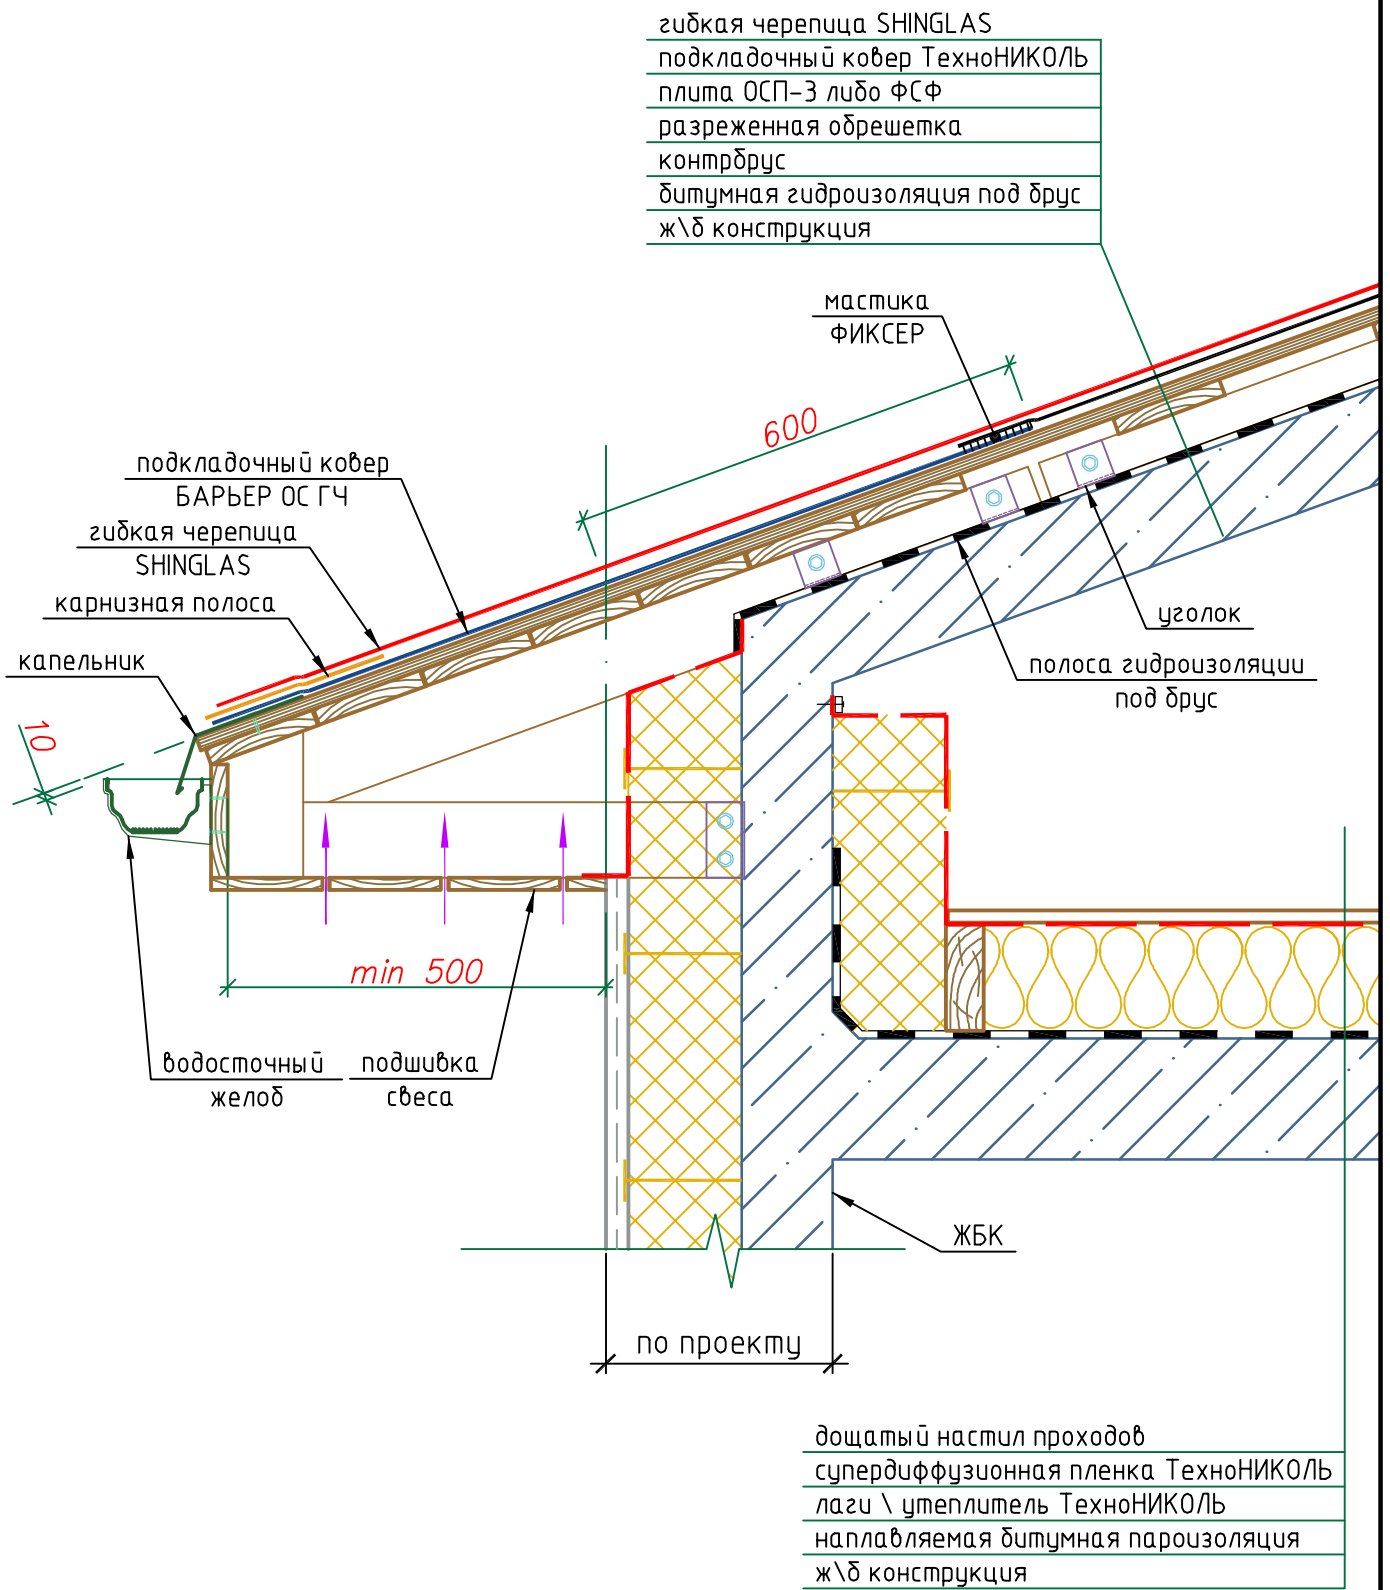 гибкая черепица SHINGLAS
подкладочный ковер ТехноНИКОЛЬ
плита ОСП-3 либо ФСФ
разреженная обрешетка
контрбрус
битумная гидроизоляция под брус
ж\б конструкция
мастика
ФИКСЕР
600
подкладочный ковер
БАРЬЕР ОС ГЧ
гибкая черепица
SHINGLAS
карнизная полоса
капельник
10
уголок
полоса гидроизоляции
под брус
min 500
водосточный
желоб
подшивка
свеса
ЖБК
по проекту
дощатый настил проходов
супердиффузионная пленка ТехноНИКОЛЬ
лаги \ утеплитель ТехноНИКОЛЬ
наплавляемая битумная пароизоляция
ж\б конструкция